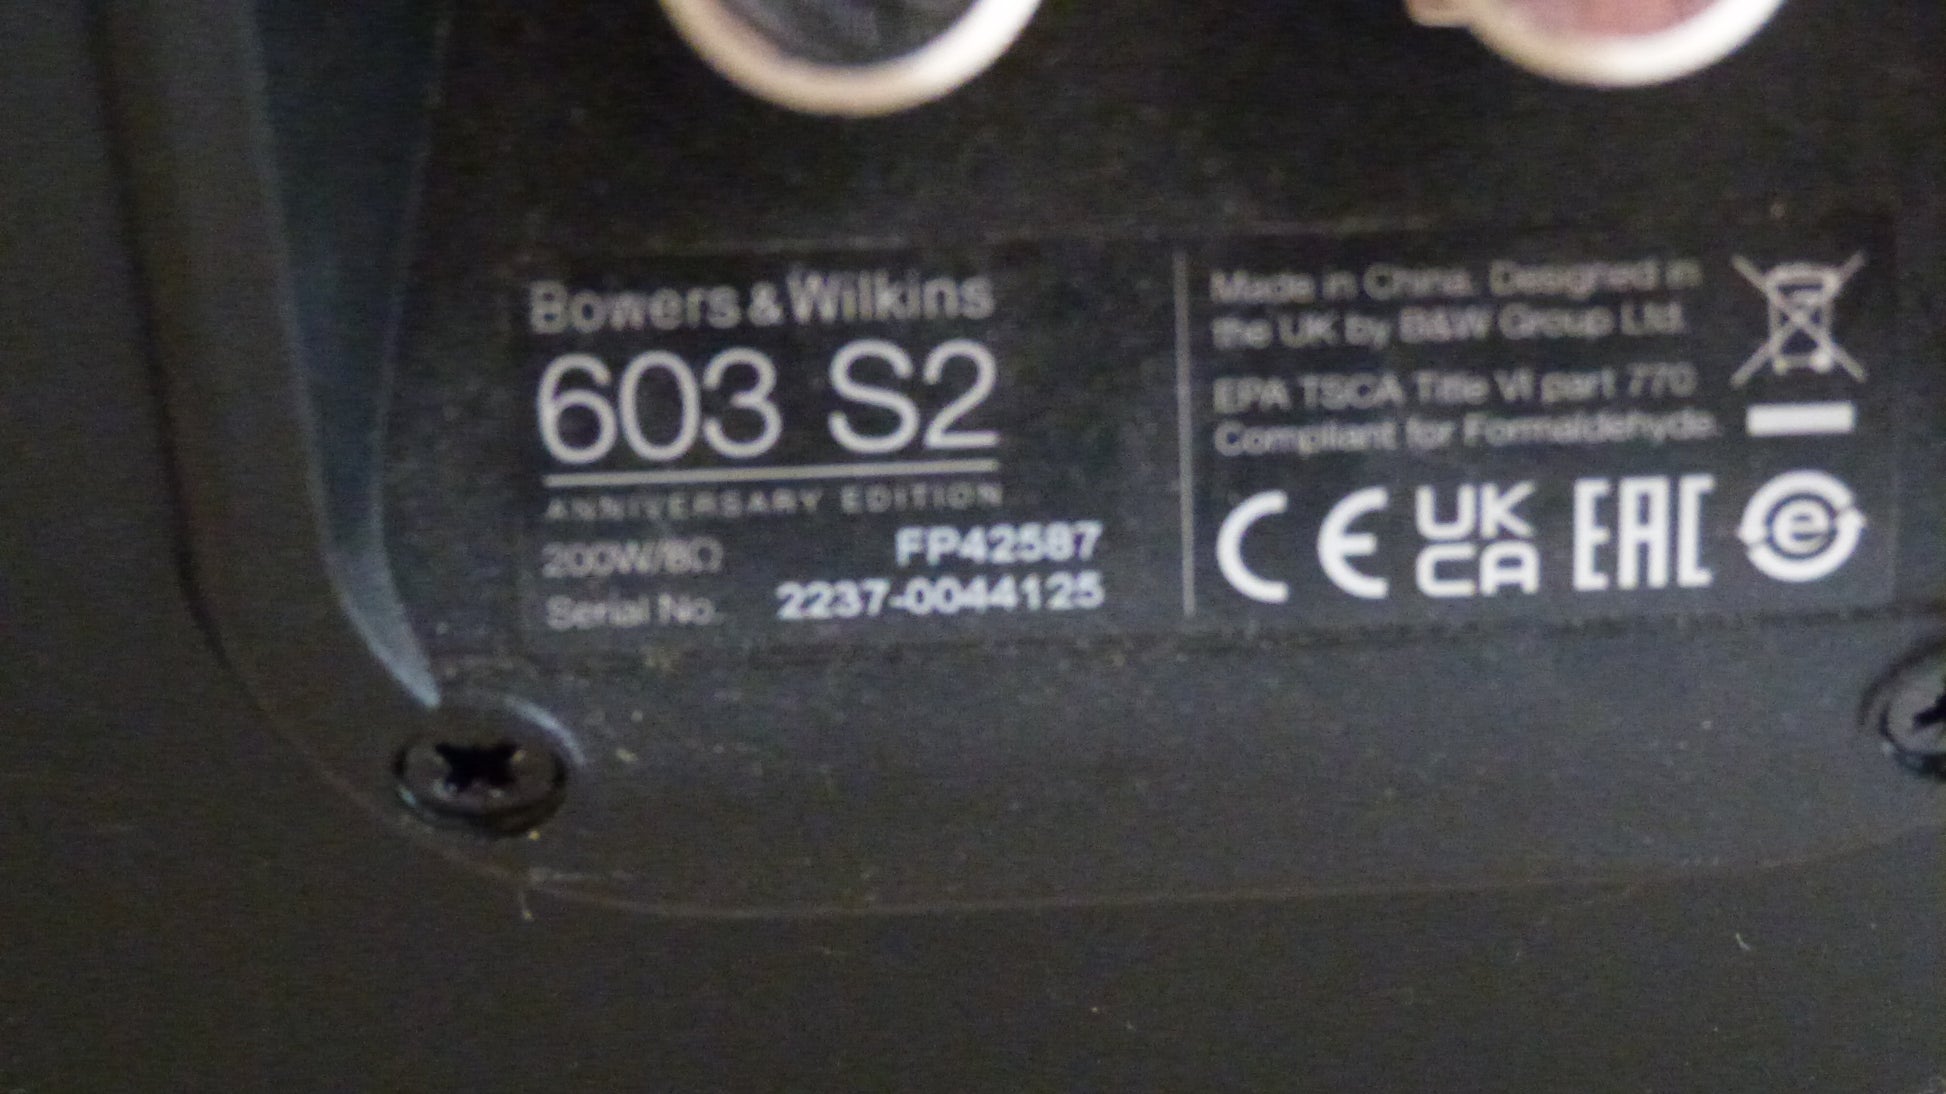 Bowers & Wilkins
603 S2
ANNIVERSARY EDITION
200W/8Ω
FP42587
Serial No. 2237-0044125
Made in China. Designed in
the UK by B&W Group Ltd.
EPA TSCA Title VI part 770
Compliant for Formaldehyde.
CE UK
CA EAC e